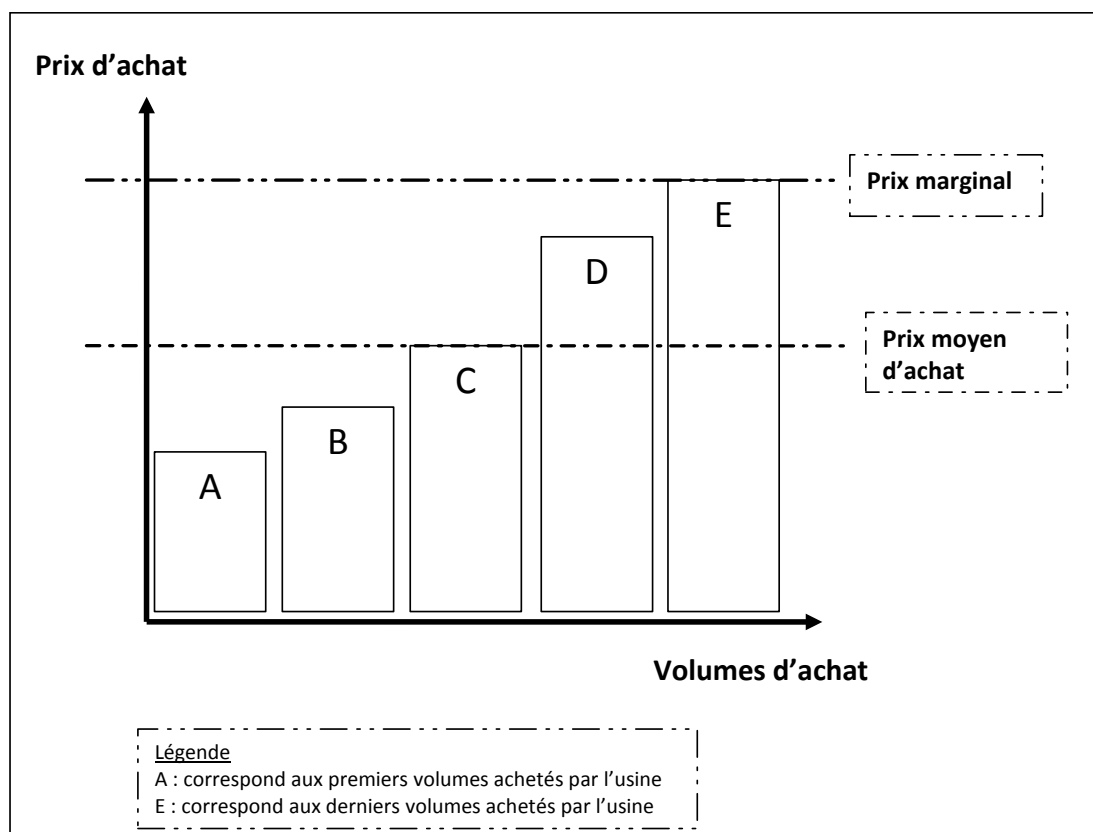 Prix d’achat
Prix marginal
E
D
Prix moyen
d’achat
C
B
A
Volumes d’achat
Légende
A : correspond aux premiers volumes achetés par l’usine
E : correspond aux derniers volumes achetés par l’usine